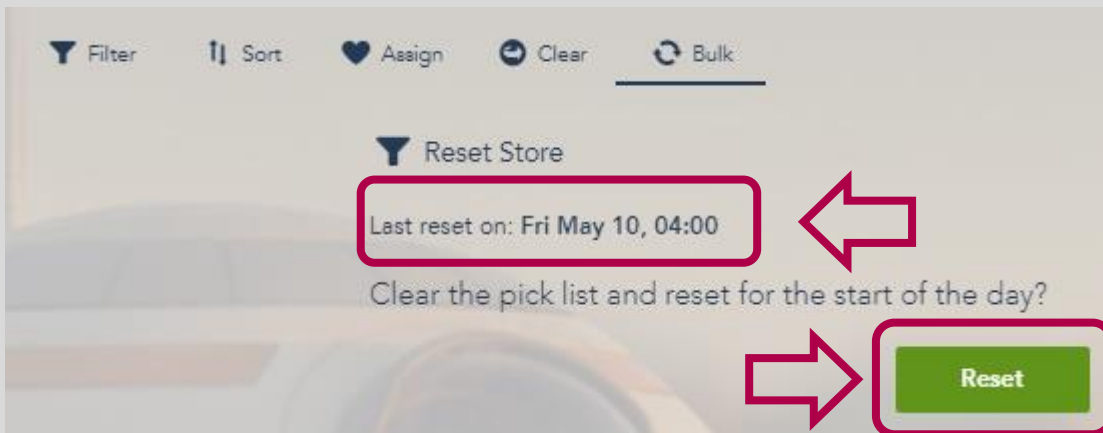 Filter Sort Assign Clear Bulk
Reset Store
Last reset on: Fri May 10, 04:00
Clear the pick list and reset for the start of the day?
Reset